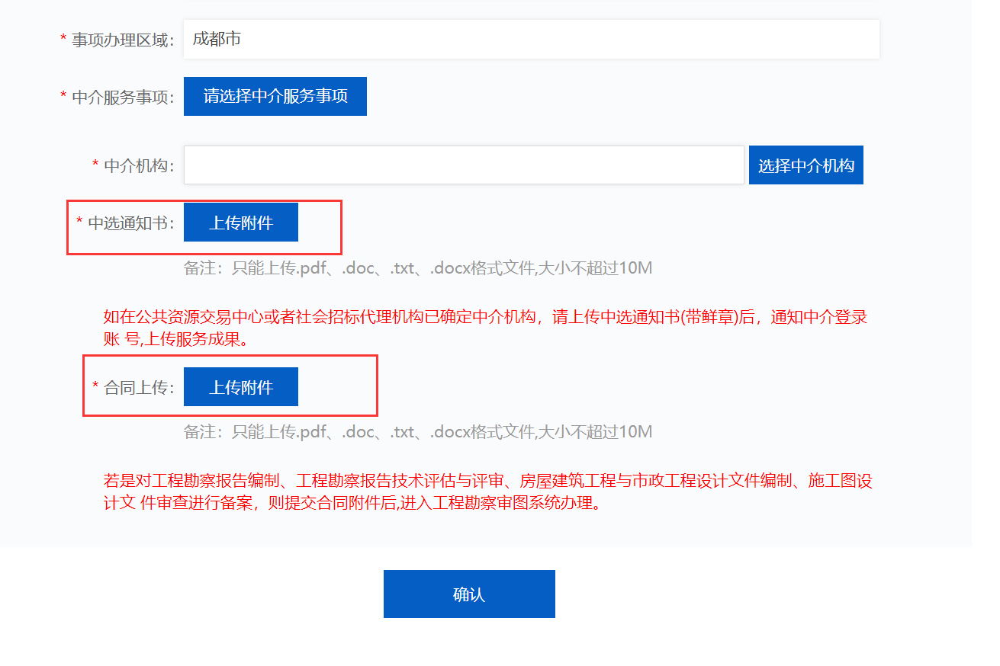 * 事项办理区域： 成都市
* 中介服务事项： 请选择中介服务事项
* 中介机构： 选择中介机构
* 中选通知书： 上传附件
备注：只能上传.pdf、.doc、.txt、.docx格式文件,大小不超过10M
如在公共资源交易中心或者社会招标代理机构已确定中介机构，请上传中选通知书(带鲜章)后，通知中介登录
账 号,上传服务成果。
* 合同上传： 上传附件
备注：只能上传.pdf、.doc、.txt、.docx格式文件,大小不超过10M
若是对工程勘察报告编制、工程勘察报告技术评估与评审、房屋建筑工程与市政工程设计文件编制、施工图设
计文 件审查进行备案，则提交合同附件后,进入工程勘察审图系统办理。
确认